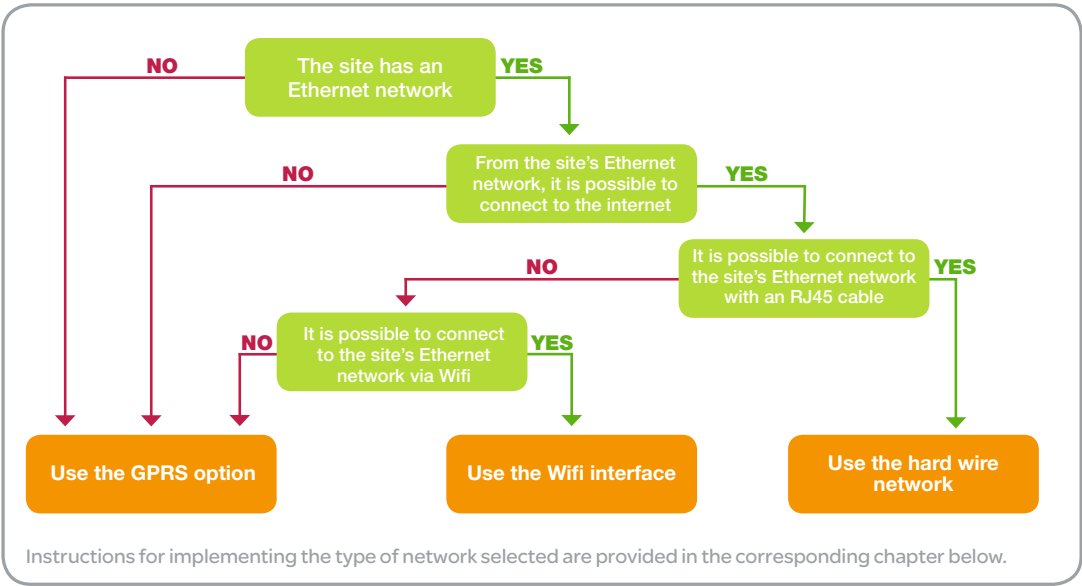 NO
The site has an
Ethernet network
YES
NO
From the site's Ethernet
network, it is possible to
connect to the internet
YES
NO
It is possible to connect to
the site's Ethernet network
with an RJ45 cable
YES
NO
It is possible to connect
to the site's Ethernet
network via Wifi
YES
Use the GPRS option
Use the Wifi interface
Use the hard wire
network
Instructions for implementing the type of network selected are provided in the corresponding chapter below.